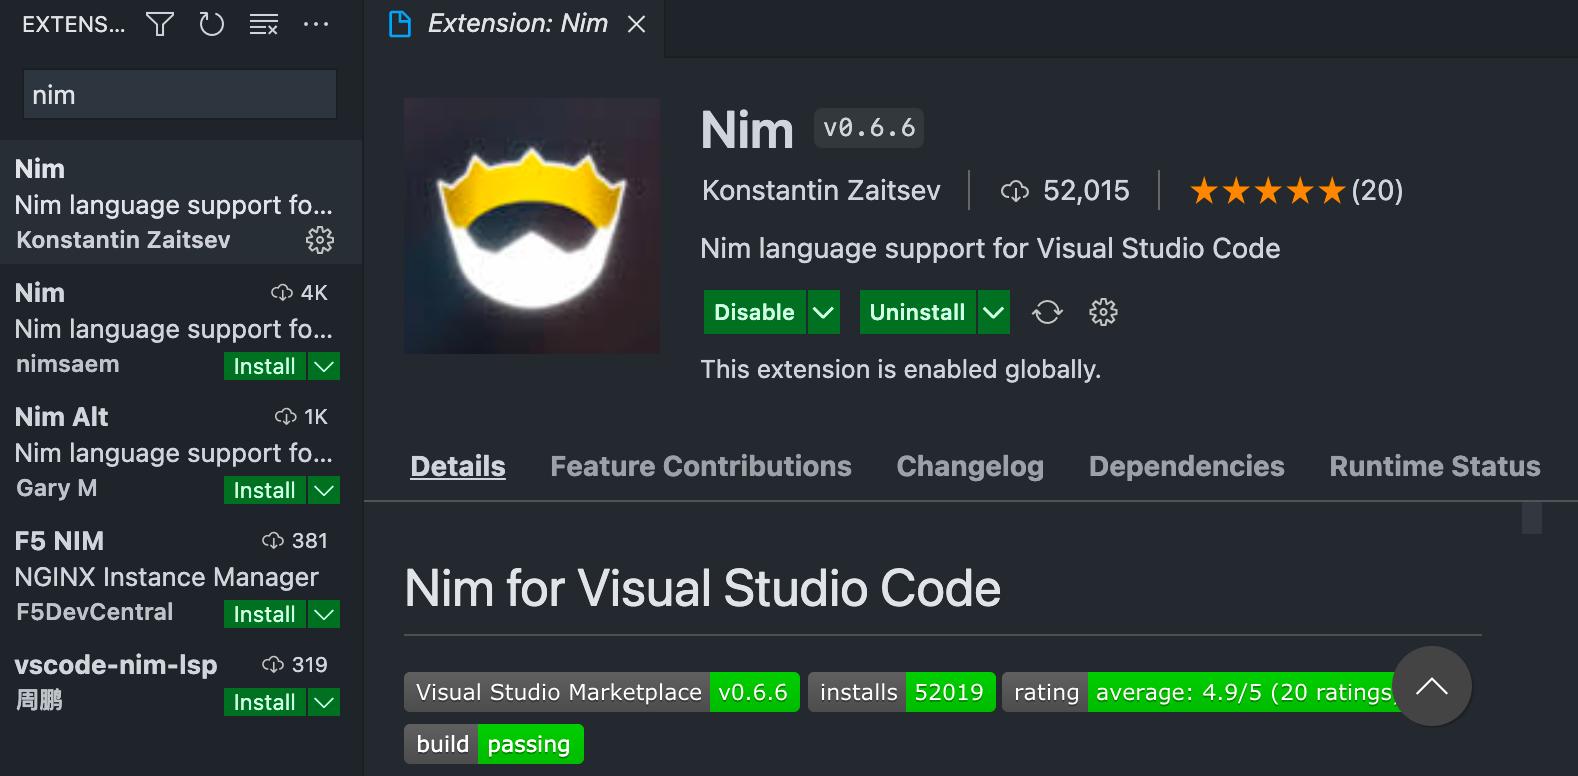 EXTENS...
nim
Nim
Nim language support fo...
Konstantin Zaitsev
Nim 4K
Nim language support fo...
nimsaem Install
Nim Alt 1K
Nim language support fo...
Gary M Install
F5 NIM 381
NGINX Instance Manager
F5DevCentral Install
vscode-nim-lsp 319
周鹏 Install
Extension: Nim
Nim v0.6.6
Konstantin Zaitsev 52,015 (20)
Nim language support for Visual Studio Code
Disable Uninstall
This extension is enabled globally.
Details Feature Contributions Changelog Dependencies Runtime Status
Nim for Visual Studio Code
Visual Studio Marketplace v0.6.6 installs 52019 rating average: 4.9/5 (20 ratings)
build passing